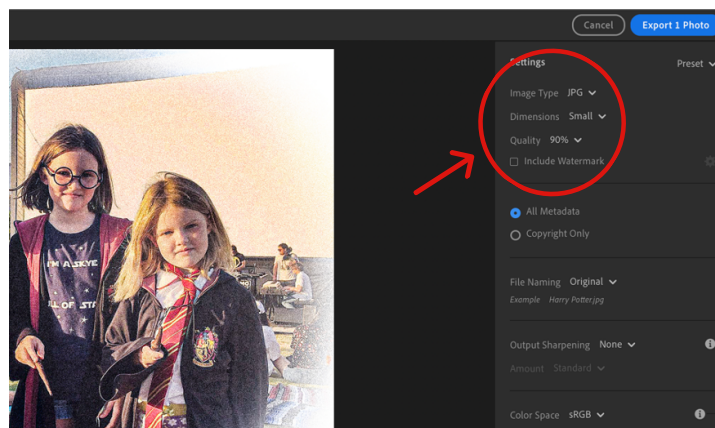 Cancel Export 1 Photo
Settings Preset
Image Type JPG
Dimensions Small
Quality 90%
Include Watermark
All Metadata
Copyright Only
File Naming Original
Example Harry Potter.jpg
Output Sharpening None
Amount Standard
Color Space sRGB
I'M A SKYE